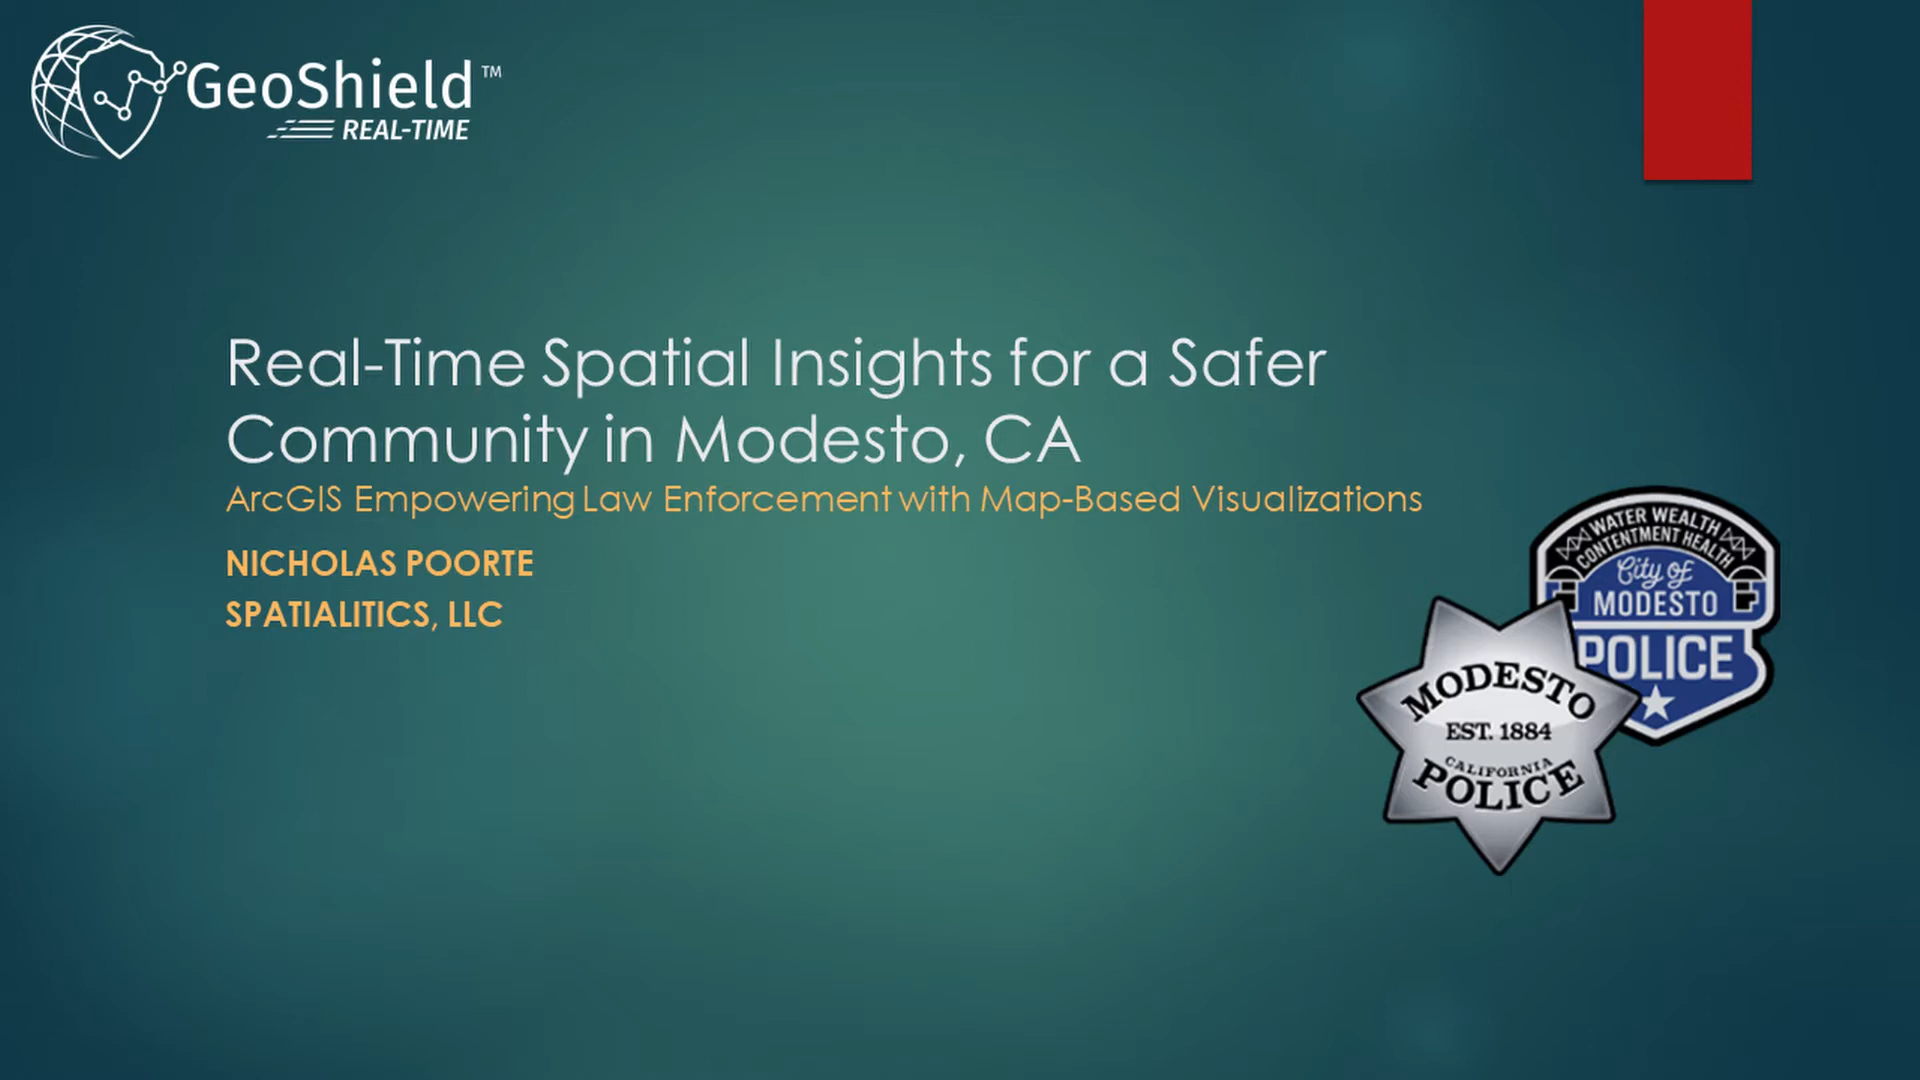 GeoShield™
REAL-TIME
Real-Time Spatial Insights for a Safer
Community in Modesto, CA
ArcGIS Empowering Law Enforcement with Map-Based Visualizations
NICHOLAS POORTE
SPATIALITICS, LLC
WATER WEALTH
CONTENTMENT HEALTH
City of
MODESTO
POLICE
MODESTO
EST. 1884
CALIFORNIA
POLICE